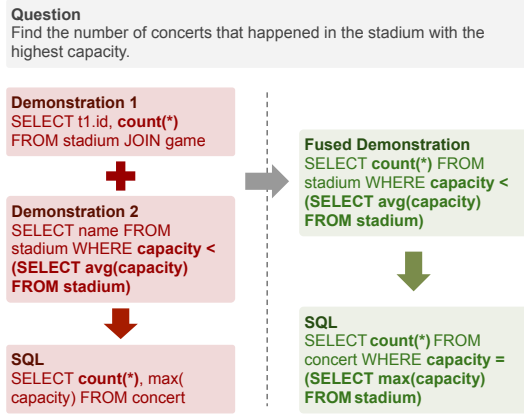 Question
Find the number of concerts that happened in the stadium with the
highest capacity.
Demonstration 1
SELECT t1.id, count(*)
FROM stadium JOIN game
Demonstration 2
SELECT name FROM
stadium WHERE capacity <
(SELECT avg(capacity)
FROM stadium)
SQL
SELECT count(*), max(
capacity) FROM concert
Fused Demonstration
SELECT count(*) FROM
stadium WHERE capacity <
(SELECT avg(capacity)
FROM stadium)
SQL
SELECT count(*) FROM
concert WHERE capacity =
(SELECT max(capacity)
FROM stadium)